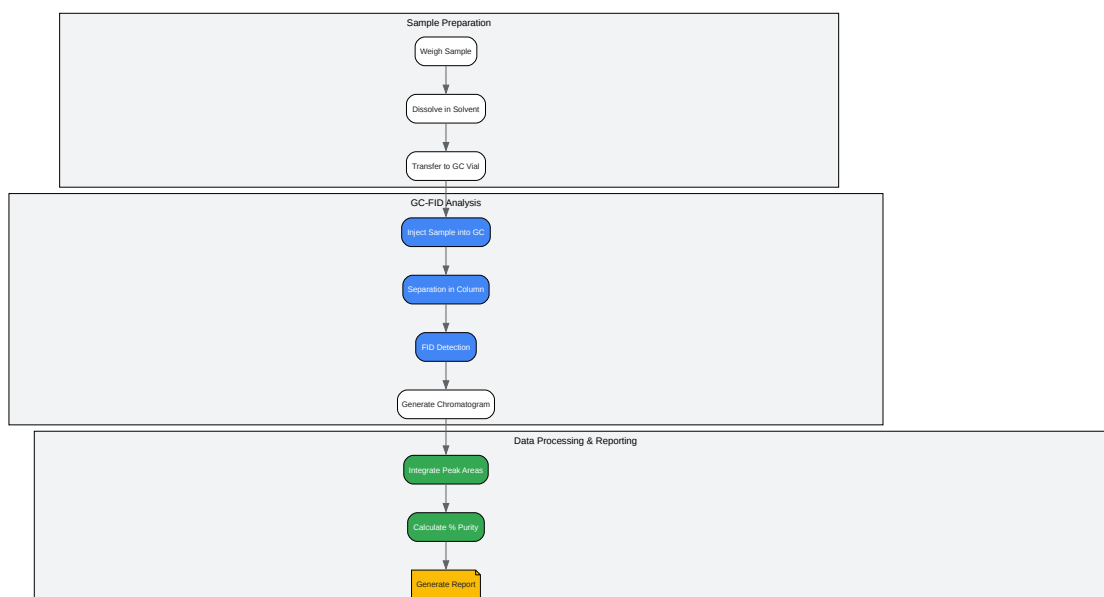 Sample Preparation
Weigh Sample
Dissolve in Solvent
Transfer to GC Vial
GC-FID Analysis
Inject Sample into GC
Separation in Column
FID Detection
Generate Chromatogram
Data Processing & Reporting
Integrate Peak Areas
Calculate % Purity
Generate Report